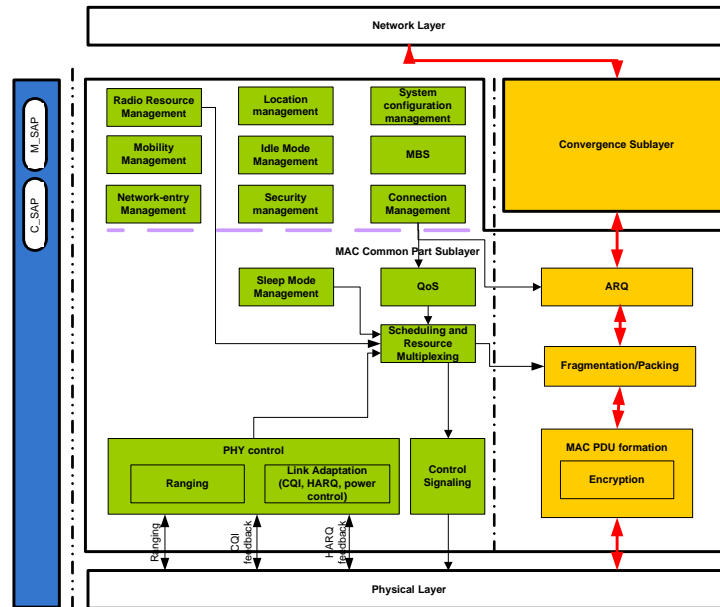 Network Layer
M_SAP
C_SAP
Radio Resource
Management
Location
management
System
configuration
management
Convergence Sublayer
Mobility
Management
Idle Mode
Management
MBS
Network-entry
Management
Security
management
Connection
Management
MAC Common Part Sublayer
Sleep Mode
Management
QoS
ARQ
Scheduling and
Resource
Multiplexing
Fragmentation/Packing
PHY control
Ranging
Link Adaptation
(CQI, HARQ, power
control)
Control
Signaling
MAC PDU formation
Encryption
Ranging
CQI
feedback
HARQ
feedback
Physical Layer